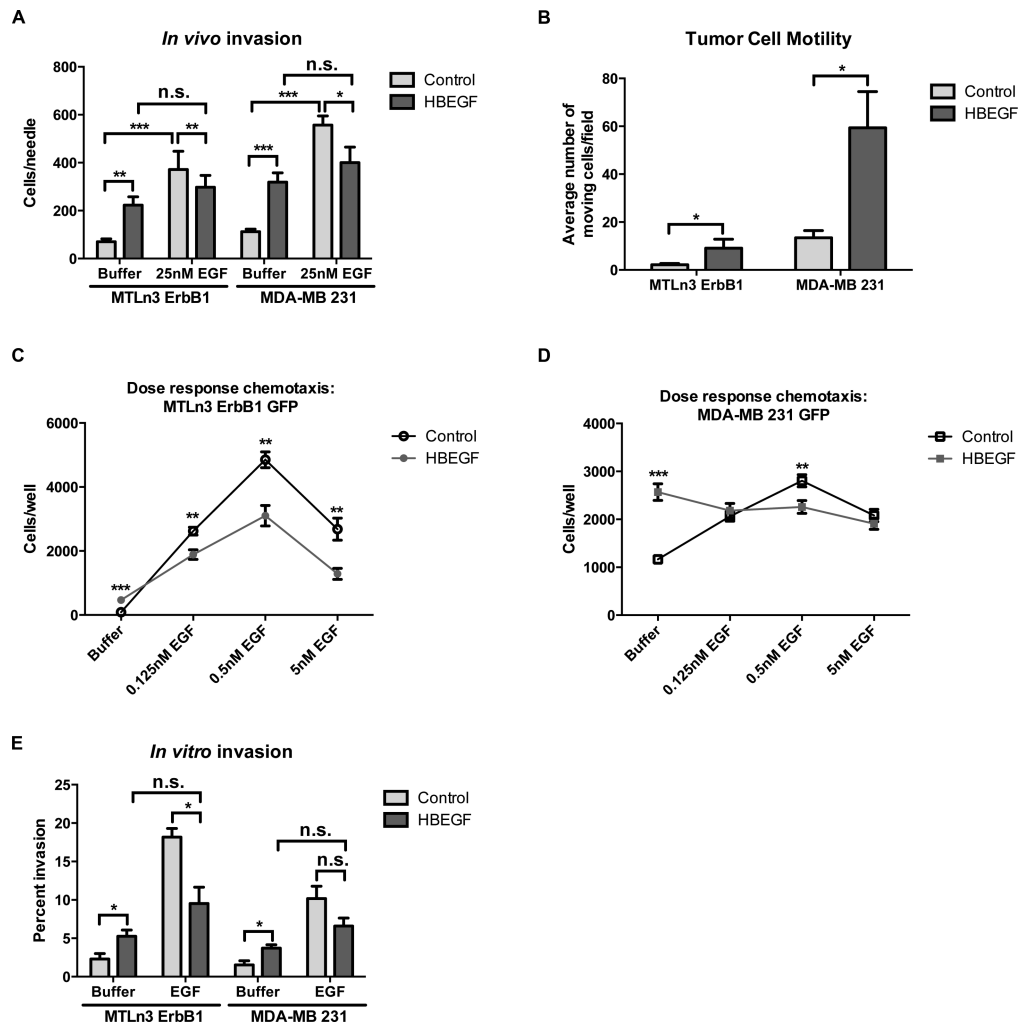 A
In vivo invasion
Cells/needle
800
600
400
200
0
n.s.
n.s.
***
**
***
*
**
***
Control
HBEGF
Buffer 25nM EGF Buffer 25nM EGF
MTLn3 ErbB1 MDA-MB 231
B
Tumor Cell Motility
Average number of
moving cells/field
80
60
40
20
0
*
*
Control
HBEGF
MTLn3 ErbB1 MDA-MB 231
C
Dose response chemotaxis:
MTLn3 ErbB1 GFP
Cells/well
6000
4000
2000
0
***
**
**
**
Control
HBEGF
Buffer
0.125nM EGF
0.5nM EGF
5nM EGF
D
Dose response chemotaxis:
MDA-MB 231 GFP
Cells/well
4000
3000
2000
1000
0
***
**
Control
HBEGF
Buffer
0.125nM EGF
0.5nM EGF
5nM EGF
E
In vitro invasion
Percent invasion
25
20
15
10
5
0
n.s.
*
*
n.s.
n.s.
*
Control
HBEGF
Buffer EGF Buffer EGF
MTLn3 ErbB1 MDA-MB 231